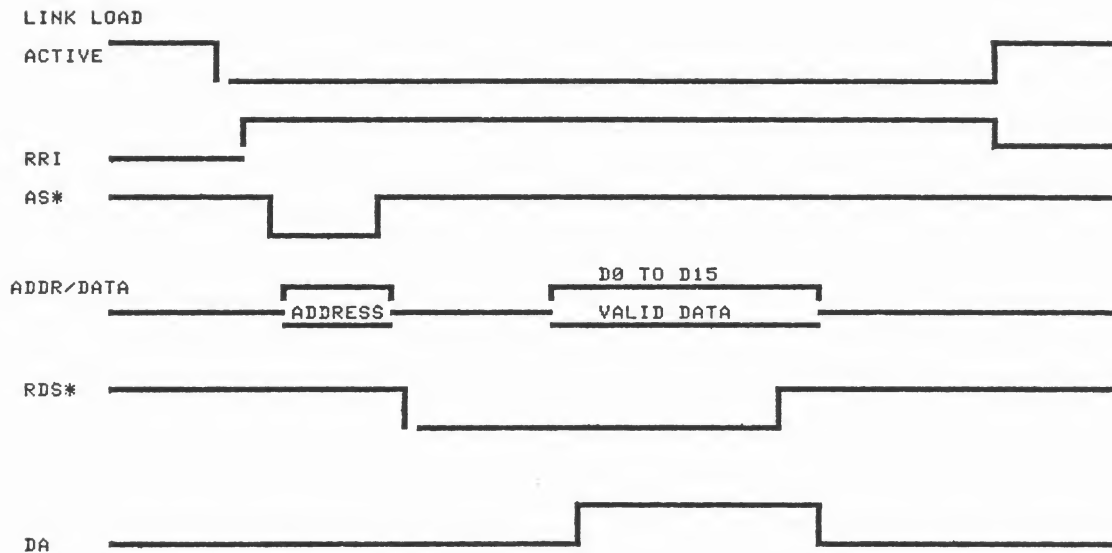 LINK LOAD
ACTIVE
RRI
AS*
D0 TO D15
ADDR/DATA
ADDRESS
VALID DATA
RDS*
DA